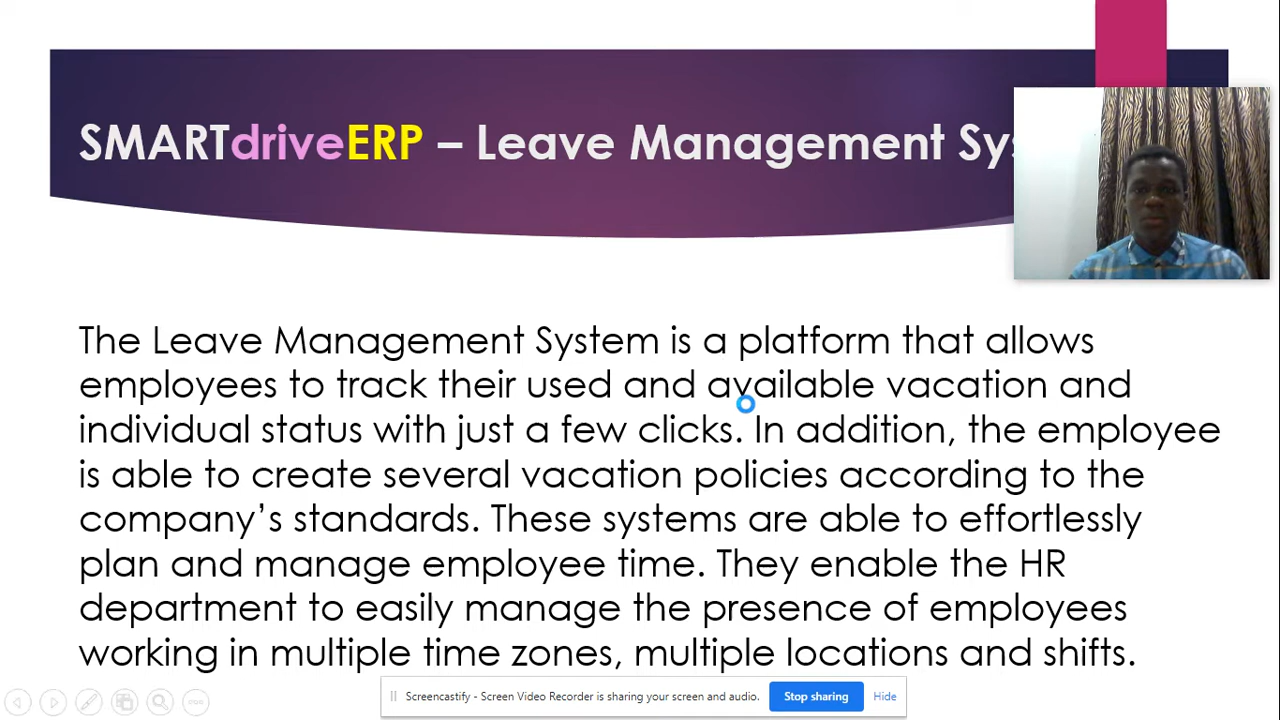 SMARTdriveERP – Leave Management
The Leave Management System is a platform that allows
employees to track their used and available vacation and
individual status with just a few clicks. In addition, the employee
is able to create several vacation policies according to the
company’s standards. These systems are able to effortlessly
plan and manage employee time. They enable the HR
department to easily manage the presence of employees
working in multiple time zones, multiple locations and shifts.
Screencastify - Screen Video Recorder is sharing your screen and audio. Stop sharing Hide